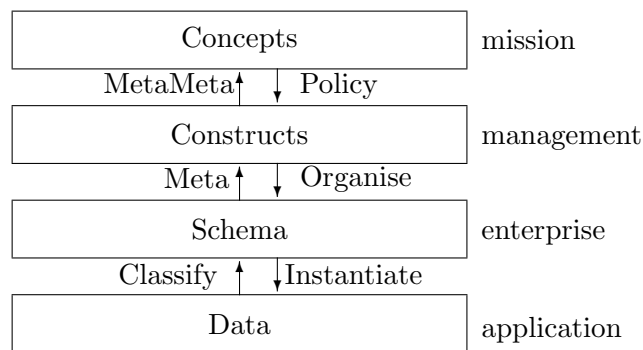 Concepts mission
MetaMeta Policy
Constructs management
Meta Organise
Schema enterprise
Classify Instantiate
Data application